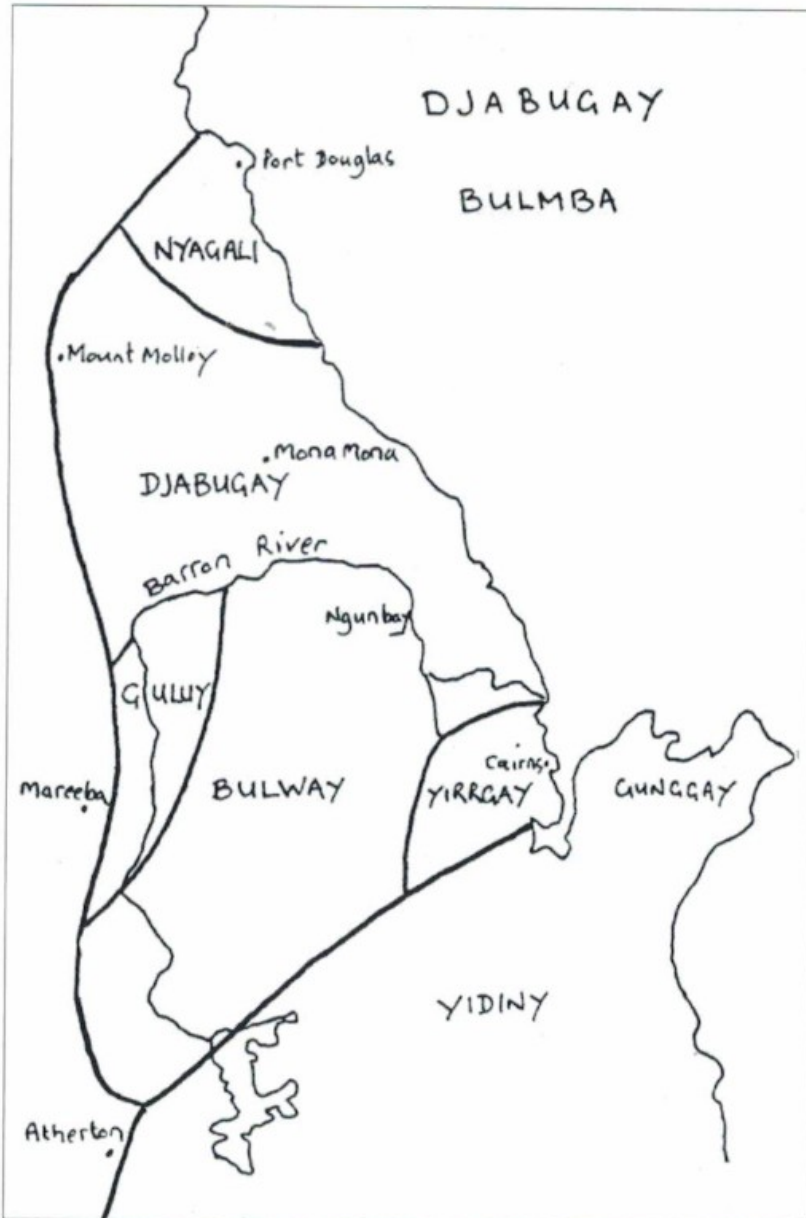 DJABUGAY
BULMBA
Port Douglas
NYAGALI
Mount Molloy
Mona Mona
DJABUGAY
Barron River
Ngunbay
GULUY
Cairns
Mareeba
BULWAY
YIRRGAY
GUNGGAY
YIDINY
Atherton